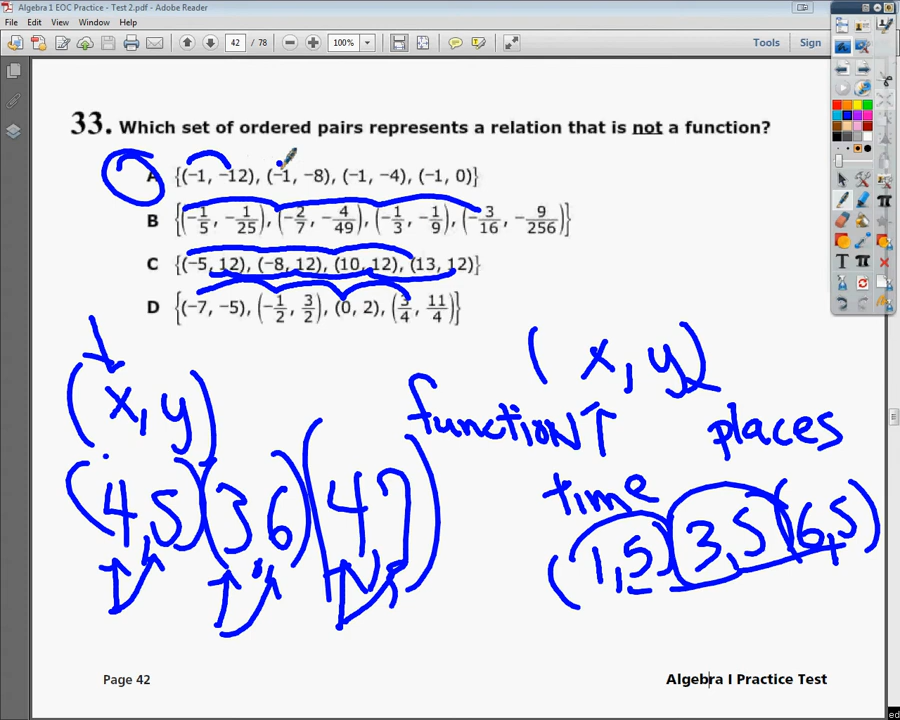 Algebra 1 EOC Practice - Test 2.pdf - Adobe Reader
File Edit View Window Help
42 / 78 100% Tools Sign
33. Which set of ordered pairs represents a relation that is not a function?
A {(−1, −12), (−1, −8), (−1, −4), (−1, 0)}
B {(−1/5, −1/25), (−2/7, −4/49), (−1/3, −1/9), (−3/16, −9/256)}
C {(−5, 12), (−8, 12), (10, 12), (13, 12)}
D {(−7, −5), (−1/2, 3/2), (0, 2), (3/4, 11/4)}
(x, y)
(4,5) (3 6) (4
(x, y)
function places
time
(1,5) 3,5 (6,5)
Page 42
Algebra I Practice Test